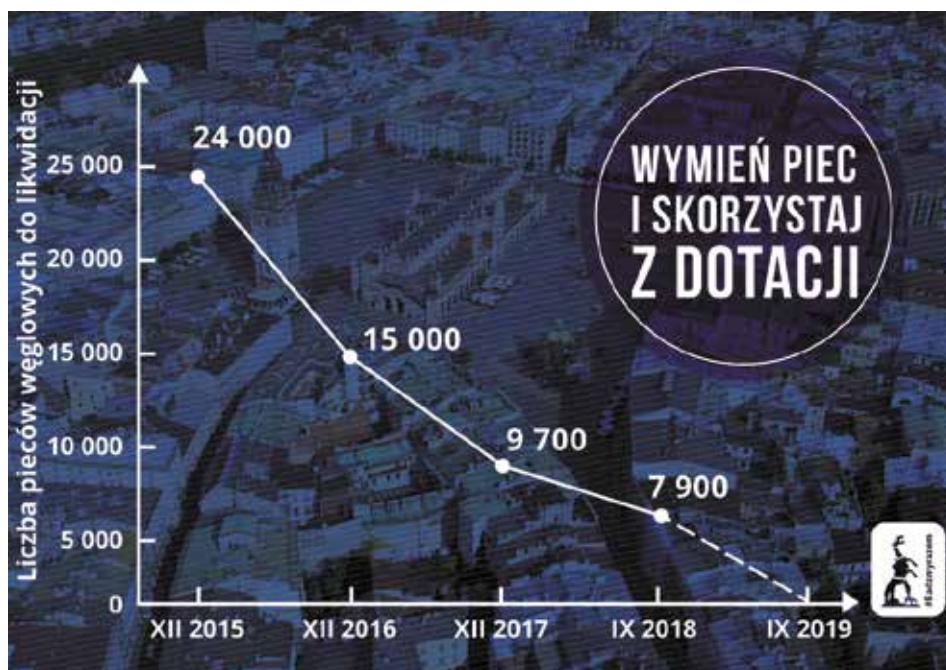 Liczba pieców węglowych do likwidacji
25 000
20 000
15 000
10 000
5 000
0
24 000
15 000
9 700
7 900
WYMIEŃ PIEC
I SKORZYSTAJ
Z DOTACJI
XII 2015
XII 2016
XII 2017
IX 2018
IX 2019